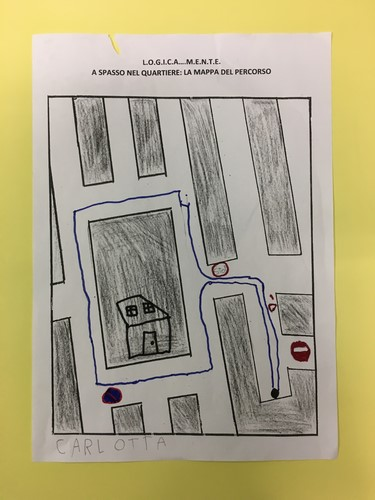 L.O.G.I.C.A....M.E.N.T.E.
A SPASSO NEL QUARTIERE: LA MAPPA DEL PERCORSO
CARLOTTA